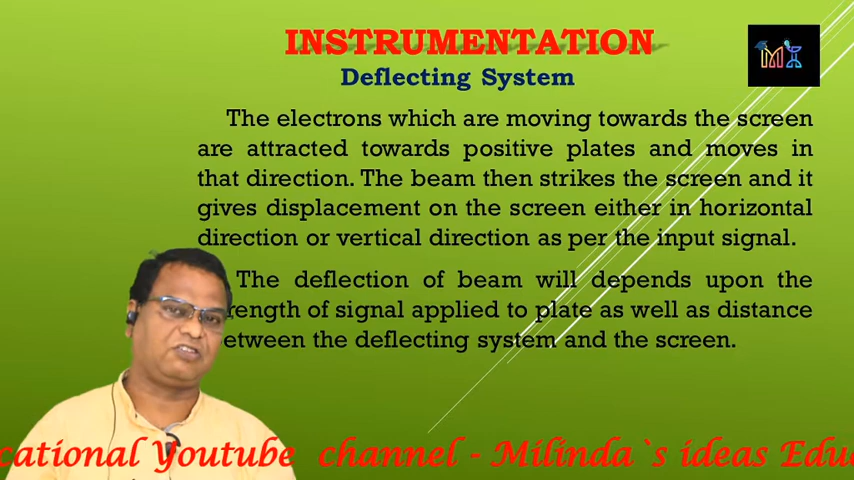 INSTRUMENTATION
Deflecting System
The electrons which are moving towards the screen
are attracted towards positive plates and moves in
that direction. The beam then strikes the screen and it
gives displacement on the screen either in horizontal
direction or vertical direction as per the input signal.
The deflection of beam will depends upon the
rength of signal applied to plate as well as distance
etween the deflecting system and the screen.
cational Youtube channel - Milinda`s ideas Edu